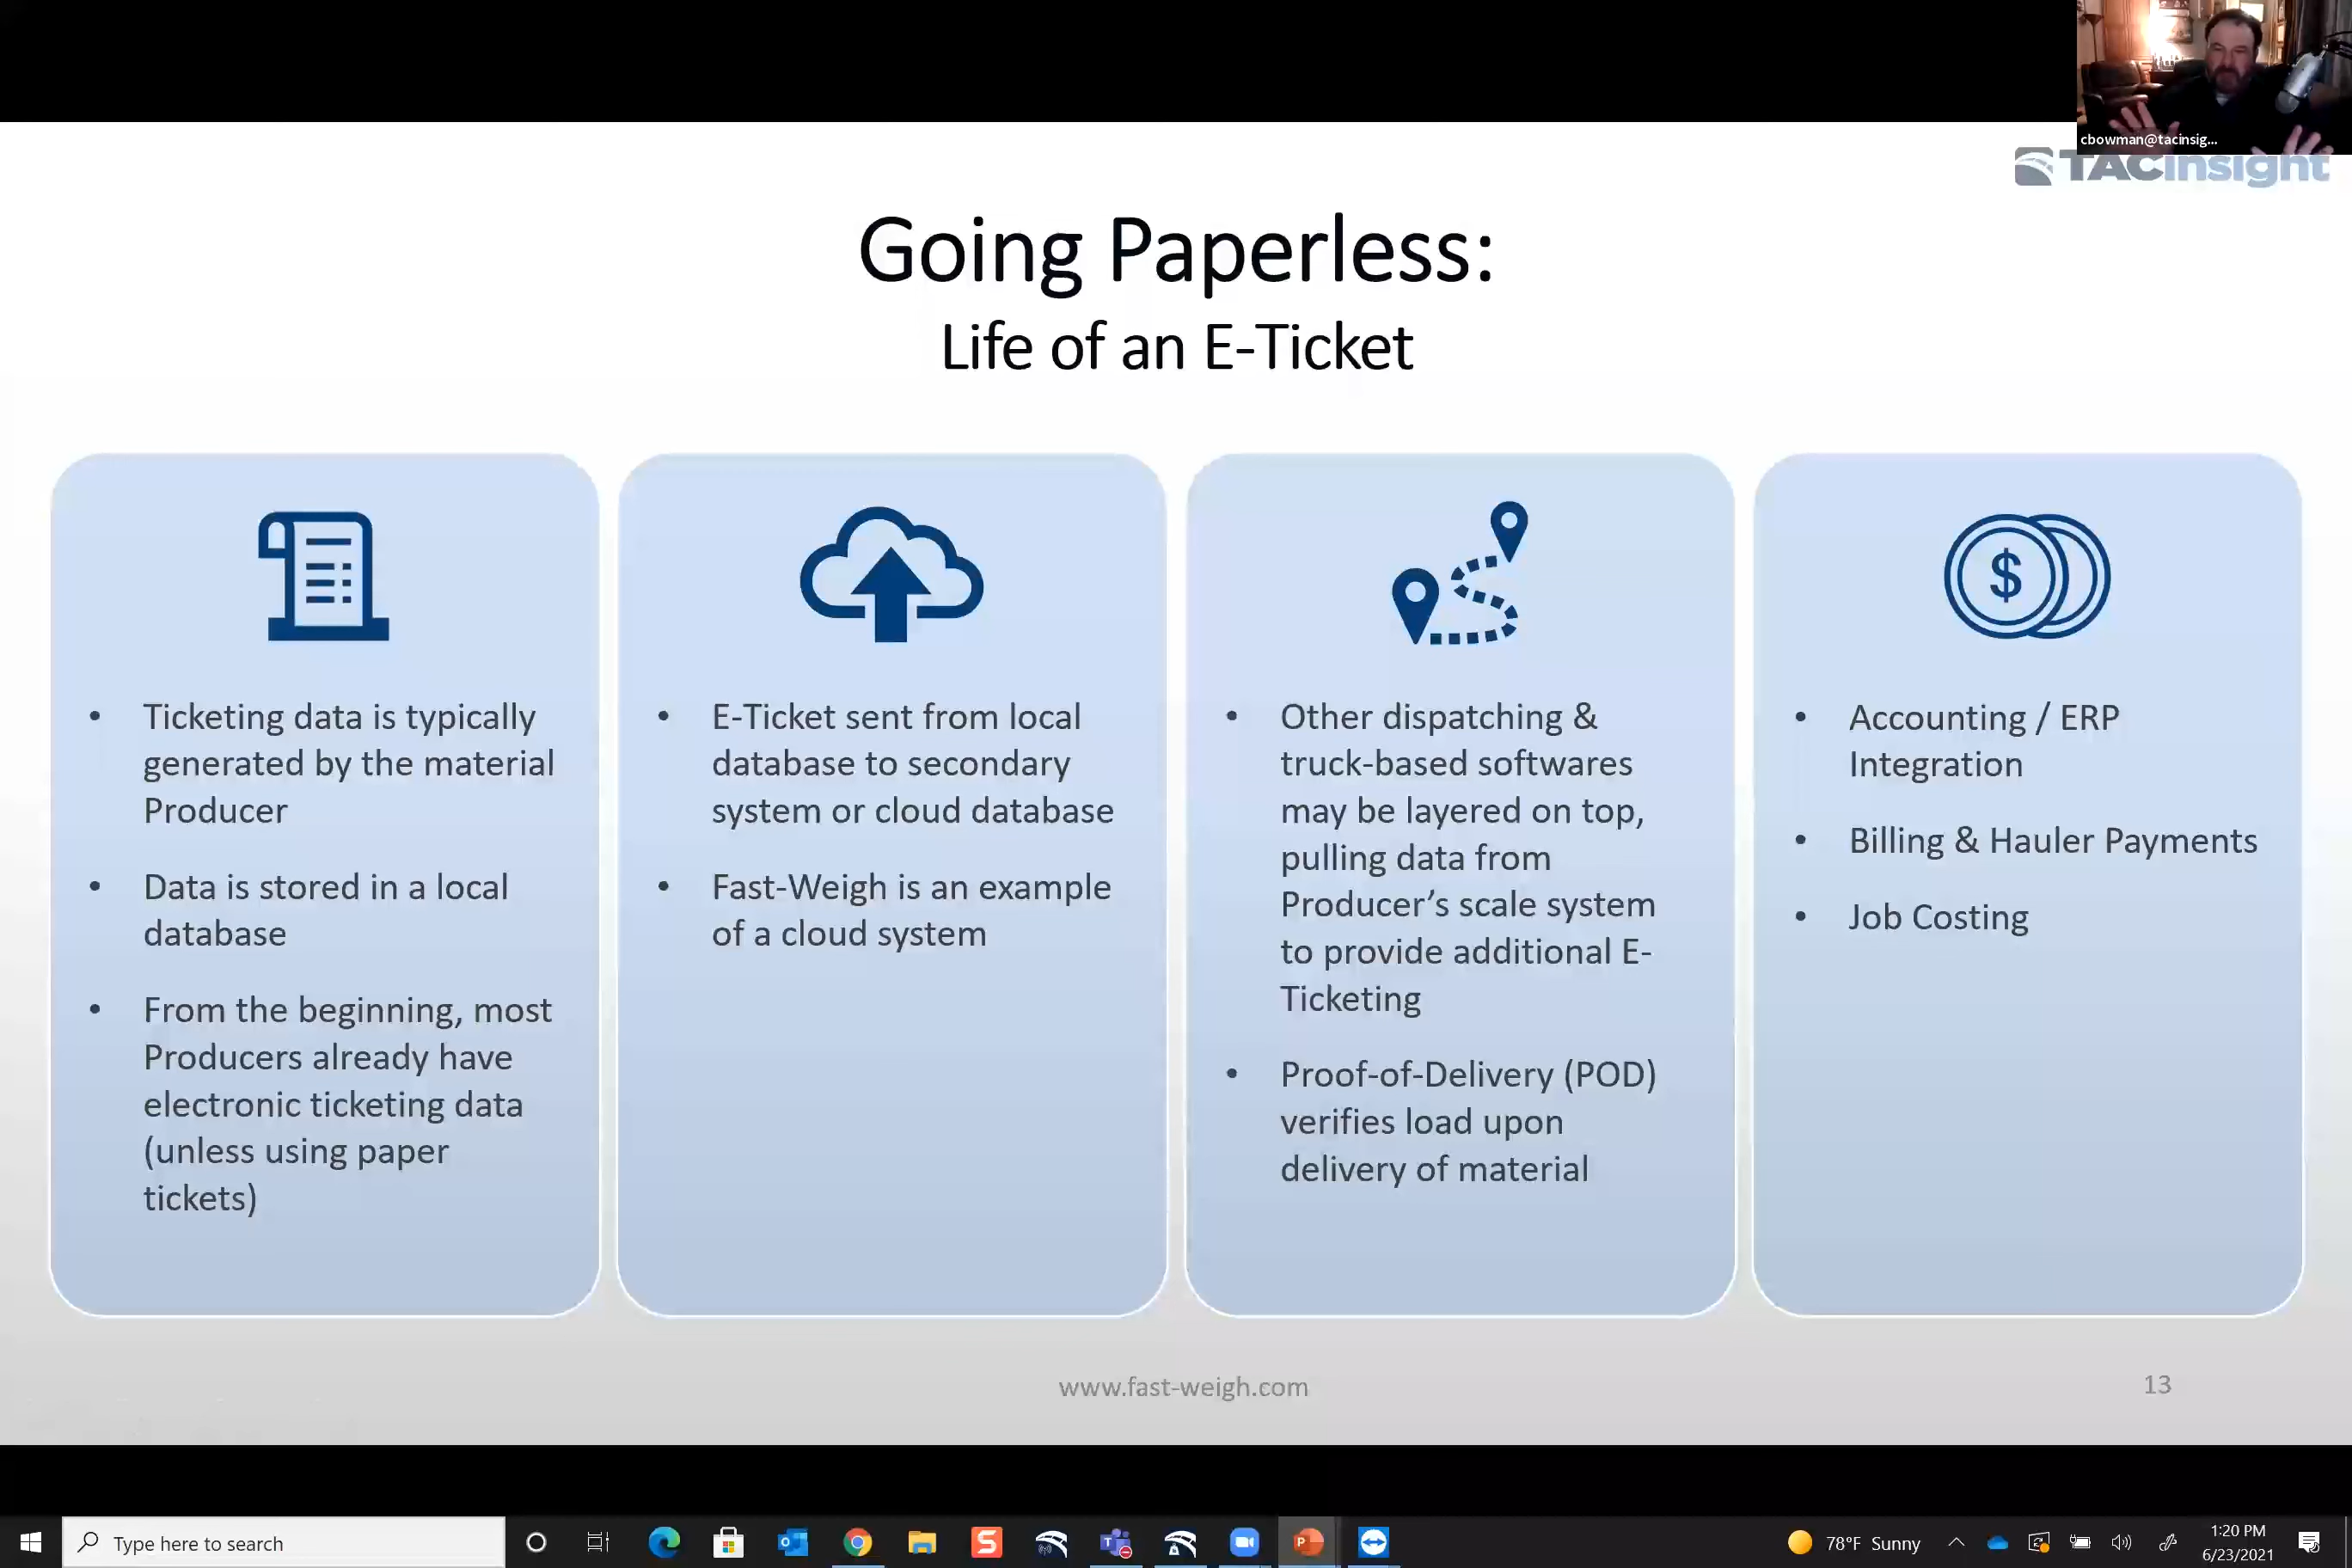 cbowman@tacinsig...
TACinsight
Going Paperless:
Life of an E-Ticket
• Ticketing data is typically
generated by the material
Producer
• Data is stored in a local
database
• From the beginning, most
Producers already have
electronic ticketing data
(unless using paper
tickets)
• E-Ticket sent from local
database to secondary
system or cloud database
• Fast-Weigh is an example
of a cloud system
• Other dispatching &
truck-based softwares
may be layered on top,
pulling data from
Producer’s scale system
to provide additional E-
Ticketing
• Proof-of-Delivery (POD)
verifies load upon
delivery of material
$
• Accounting / ERP
Integration
• Billing & Hauler Payments
• Job Costing
www.fast-weigh.com
13
Type here to search
78°F Sunny
1:20 PM
6/23/2021